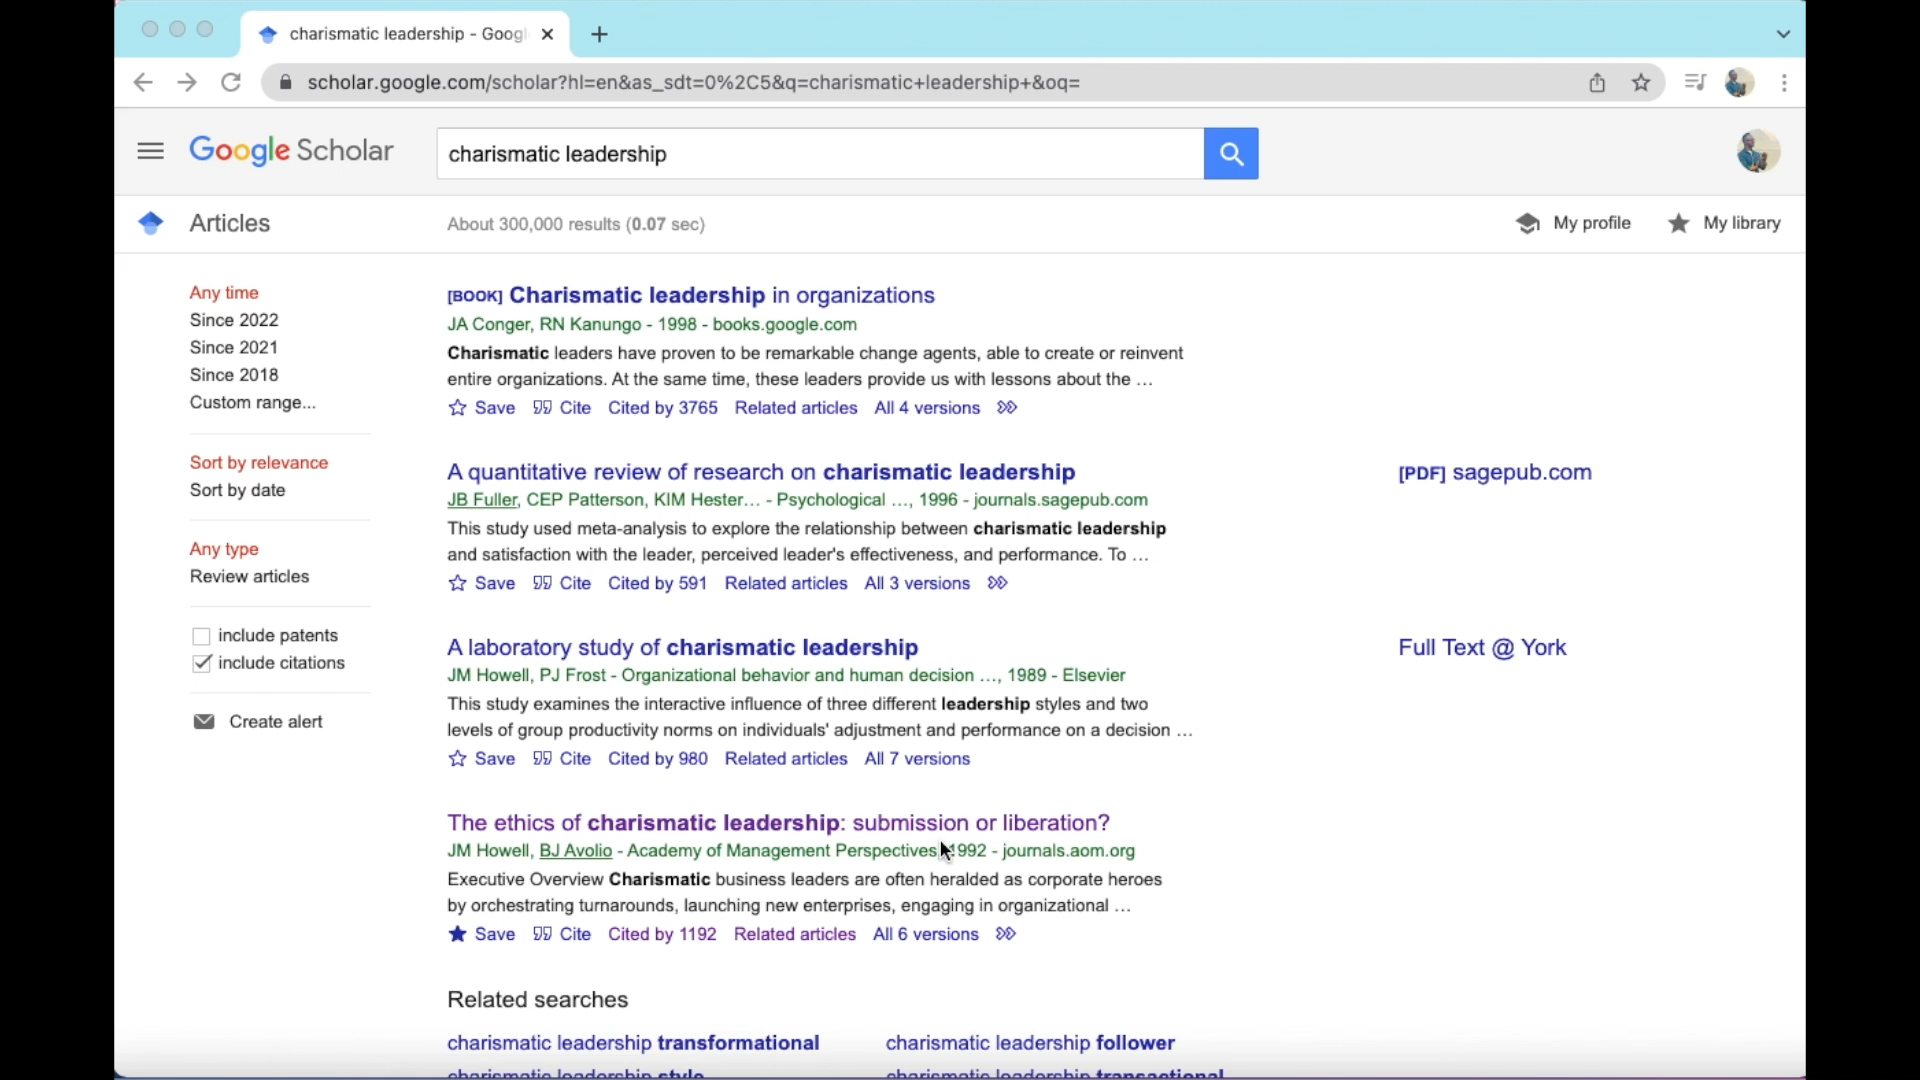 charismatic leadership - Googl
scholar.google.com/scholar?hl=en&as_sdt=0%2C5&q=charismatic+leadership+&oq=
Google Scholar
charismatic leadership
Articles
About 300,000 results (0.07 sec)
My profile
My library
Any time
Since 2022
Since 2021
Since 2018
Custom range...
Sort by relevance
Sort by date
Any type
Review articles
include patents
include citations
Create alert
[BOOK] Charismatic leadership in organizations
JA Conger, RN Kanungo - 1998 - books.google.com
Charismatic leaders have proven to be remarkable change agents, able to create or reinvent
entire organizations. At the same time, these leaders provide us with lessons about the …
Save Cite Cited by 3765 Related articles All 4 versions
A quantitative review of research on charismatic leadership
[PDF] sagepub.com
JB Fuller, CEP Patterson, KIM Hester… - Psychological …, 1996 - journals.sagepub.com
This study used meta-analysis to explore the relationship between charismatic leadership
and satisfaction with the leader, perceived leader's effectiveness, and performance. To …
Save Cite Cited by 591 Related articles All 3 versions
A laboratory study of charismatic leadership
Full Text @ York
JM Howell, PJ Frost - Organizational behavior and human decision …, 1989 - Elsevier
This study examines the interactive influence of three different leadership styles and two
levels of group productivity norms on individuals' adjustment and performance on a decision …
Save Cite Cited by 980 Related articles All 7 versions
The ethics of charismatic leadership: submission or liberation?
JM Howell, BJ Avolio - Academy of Management Perspectives, 1992 - journals.aom.org
Executive Overview Charismatic business leaders are often heralded as corporate heroes
by orchestrating turnarounds, launching new enterprises, engaging in organizational …
Save Cite Cited by 1192 Related articles All 6 versions
Related searches
charismatic leadership transformational
charismatic leadership follower
charismatic leadership style
charismatic leadership transactional